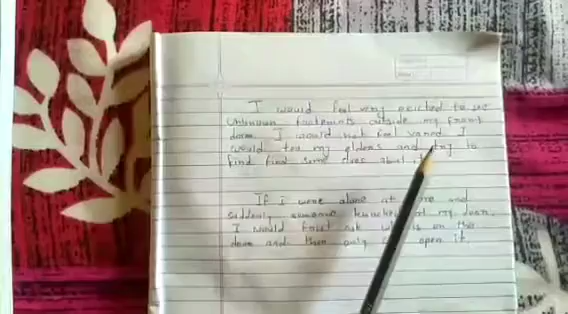 I would feel very excited to see
unknown footprints outside my front
door. I would not feel scared. I
would tell my elders and try to
find find some clues about
If I were alone at and
suddenly someone knocked at my door.
I would first ask who is on the
door and then only open it.